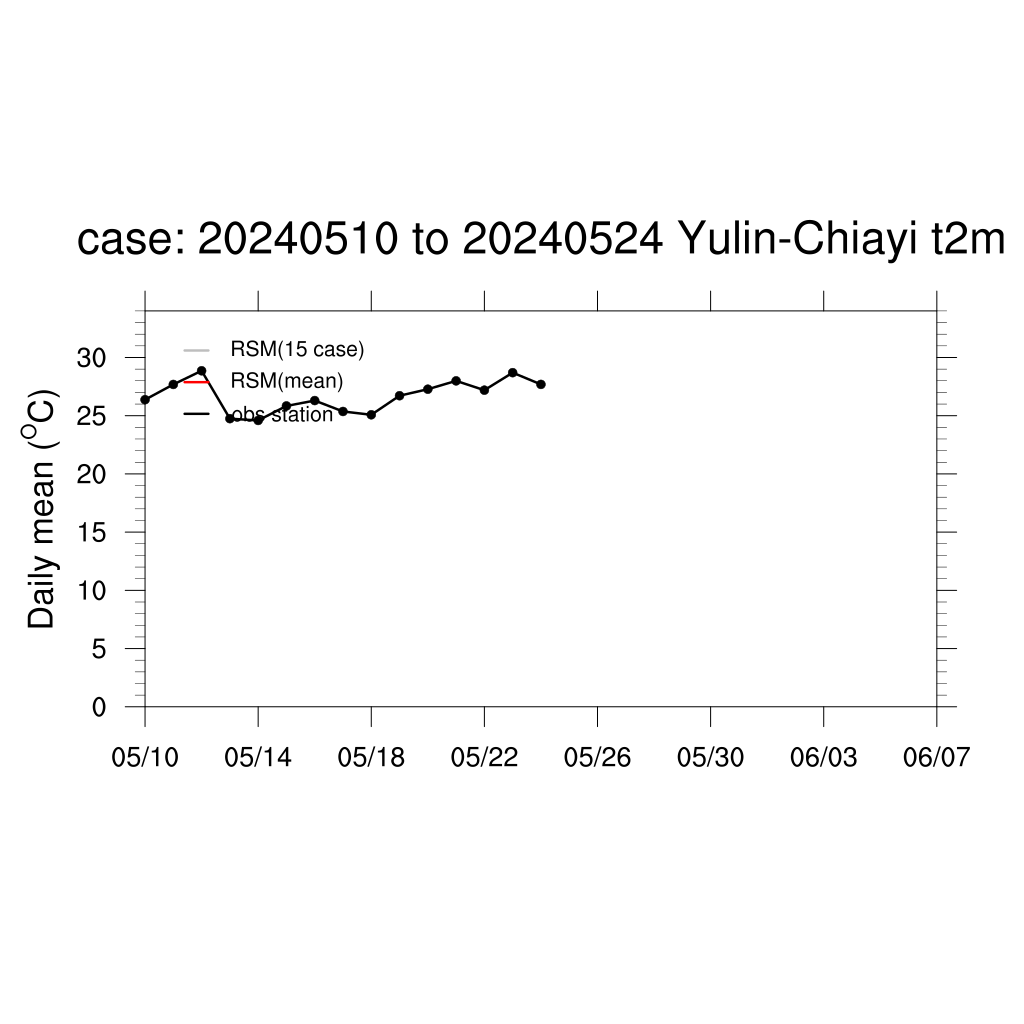 case: 20240510 to 20240524 Yulin-Chiayi t2m
RSM(15 case)
RSM(mean)
obs station
Daily mean (OC)
30
25
20
15
10
5
0
05/10 05/14 05/18 05/22 05/26 05/30 06/03 06/07